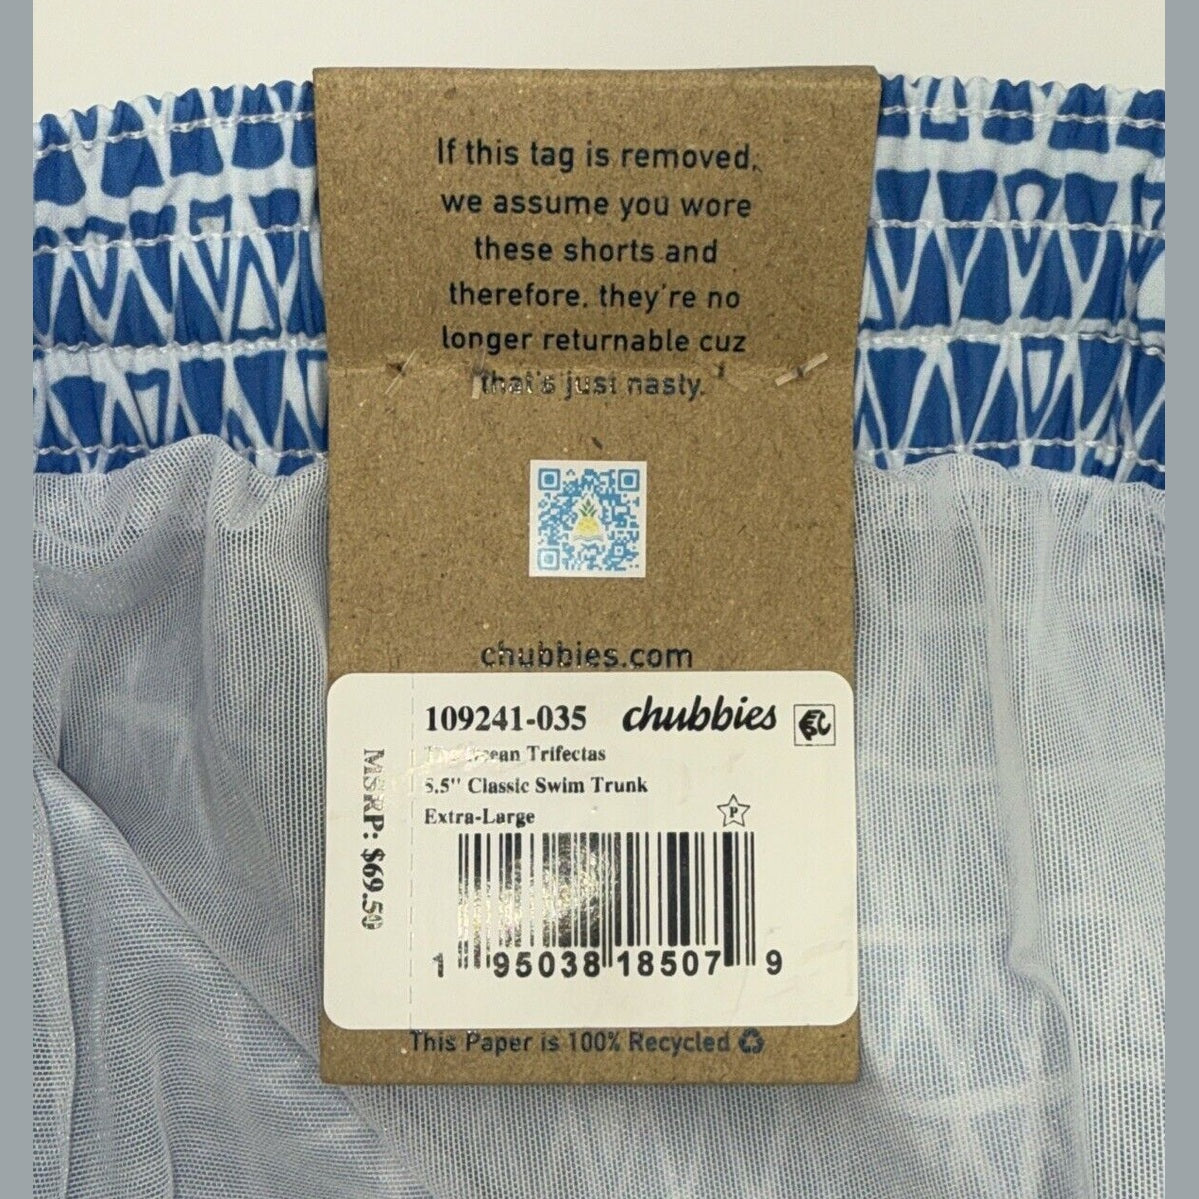 If this tag is removed,
we assume you wore
these shorts and
therefore, they're no
longer returnable cuz
that's just nasty.
chubbies.com
109241-035 chubbies
The Ocean Trifectas
5.5" Classic Swim Trunk
Extra-Large
P
MSRP: $69.50
1 95038 18507 9
This Paper is 100% Recycled